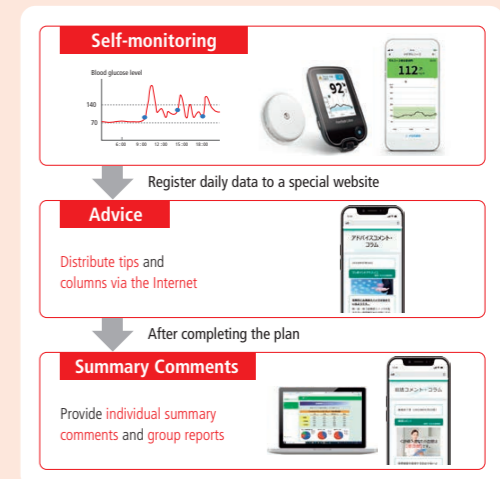 Self-monitoring
Blood glucose level
140
70
6:00 9:00 12:00 15:00 18:00
92
112
Register daily data to a special website
Advice
Distribute tips and
columns via the Internet
アドバイスコメント・
コラム
After completing the plan
Summary Comments
Provide individual summary
comments and group reports
総括コメント・コラム